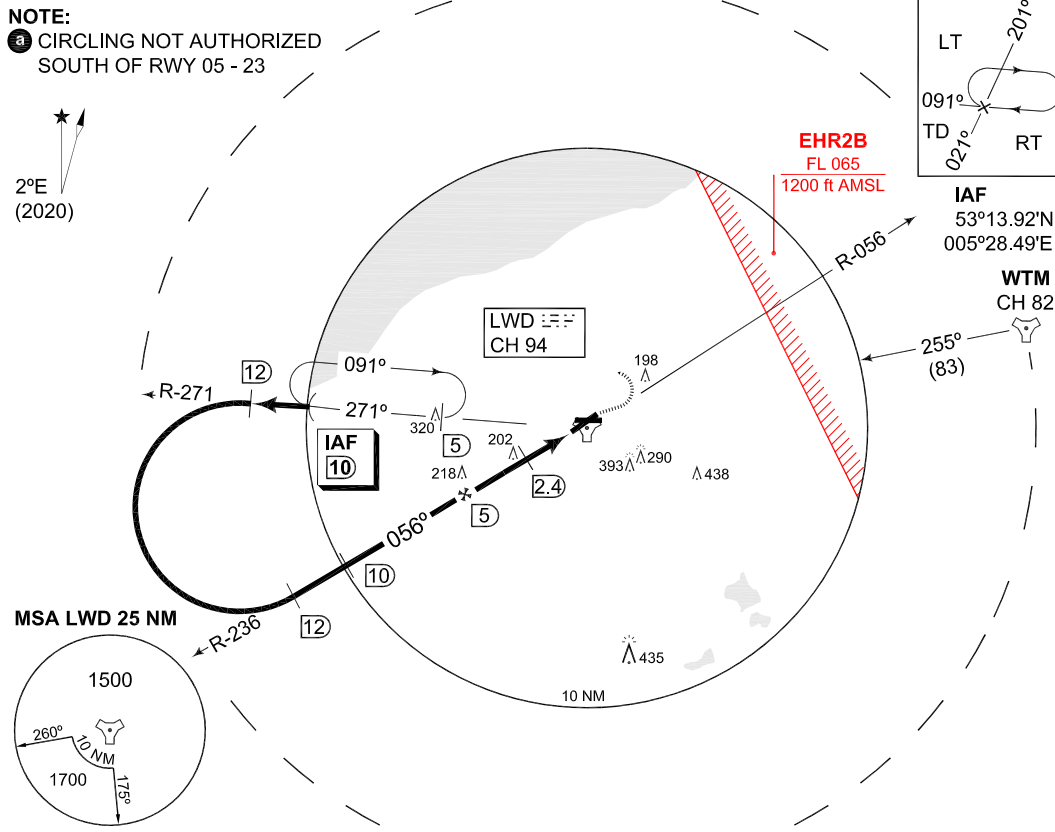 NOTE:
a CIRCLING NOT AUTHORIZED
SOUTH OF RWY 05 - 23
2ºE
(2020)
LT
201º
091º
TD
021º
RT
IAF
53º13.92'N
005º28.49'E
WTM
CH 82
255º
(83)
EHR2B
FL 065
1200 ft AMSL
R-056
LWD
CH 94
198
091º
12
R-271
271º
320
5
IAF
10
202
218
393
290
438
2.4
5
056º
10
12
R-236
435
10 NM
MSA LWD 25 NM
1500
260º
10 NM
1700
175º